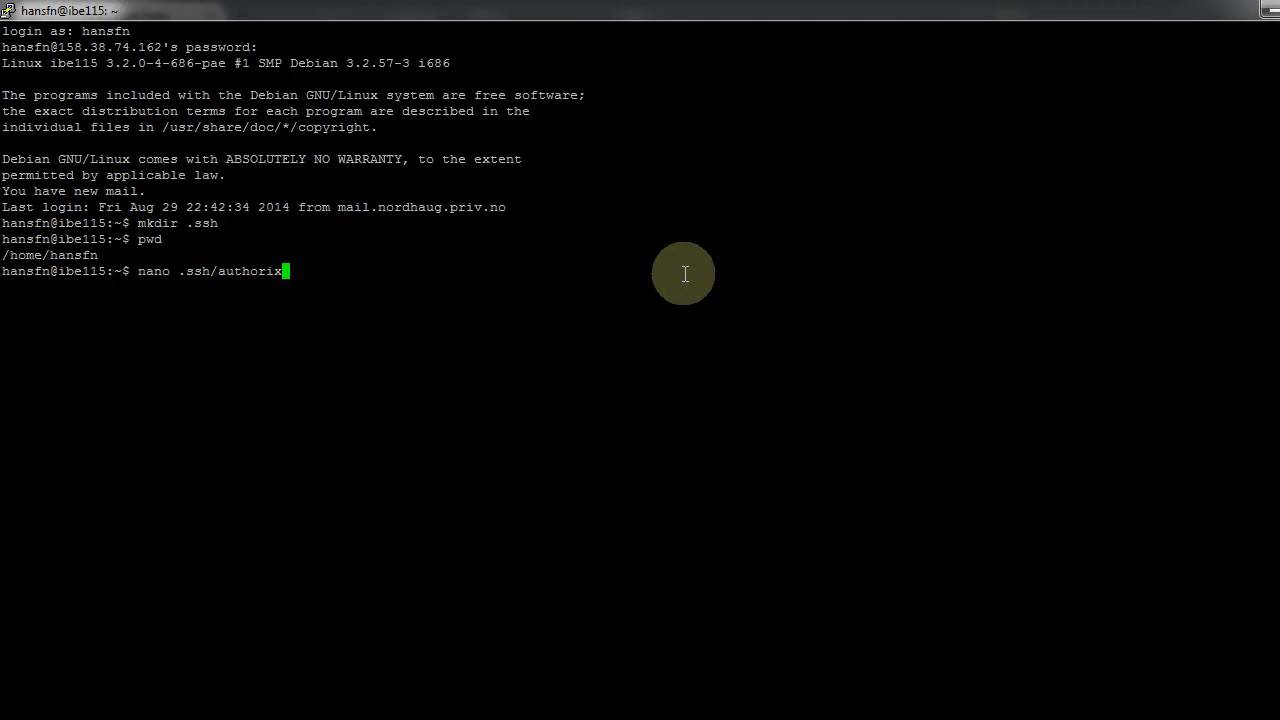 hansfn@ibe115: ~
login as: hansfn
hansfn@158.38.74.162's password:
Linux ibe115 3.2.0-4-686-pae #1 SMP Debian 3.2.57-3 i686
The programs included with the Debian GNU/Linux system are free software;
the exact distribution terms for each program are described in the
individual files in /usr/share/doc/*/copyright.
Debian GNU/Linux comes with ABSOLUTELY NO WARRANTY, to the extent
permitted by applicable law.
You have new mail.
Last login: Fri Aug 29 22:42:34 2014 from mail.nordhaug.priv.no
hansfn@ibe115:~$ mkdir .ssh
hansfn@ibe115:~$ pwd
/home/hansfn
hansfn@ibe115:~$ nano .ssh/authorix